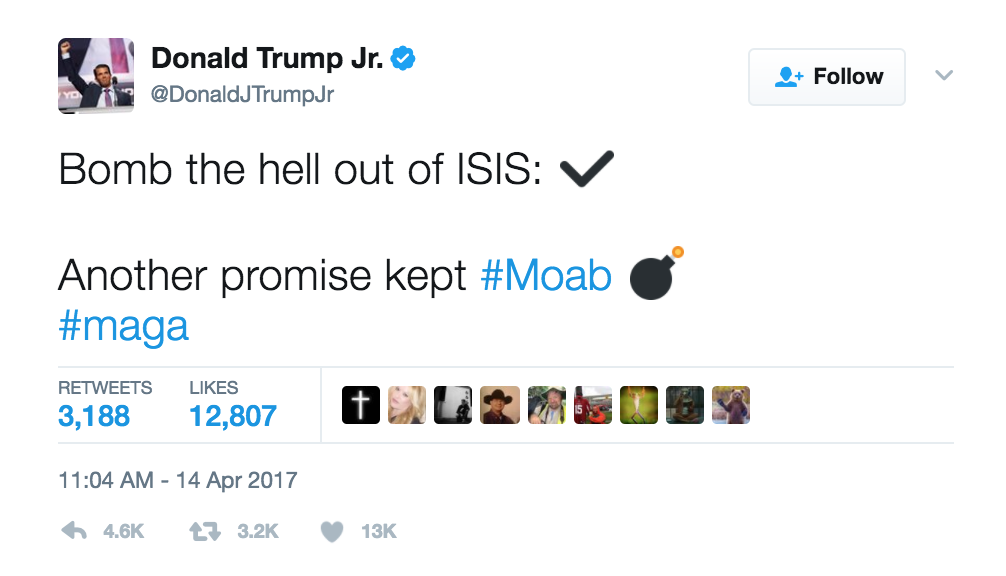 Donald Trump Jr.
@DonaldJTrumpJr
Follow
Bomb the hell out of ISIS: ✔
Another promise kept #Moab 💣
#maga
RETWEETS LIKES
3,188 12,807
11:04 AM - 14 Apr 2017
4.6K 3.2K 13K